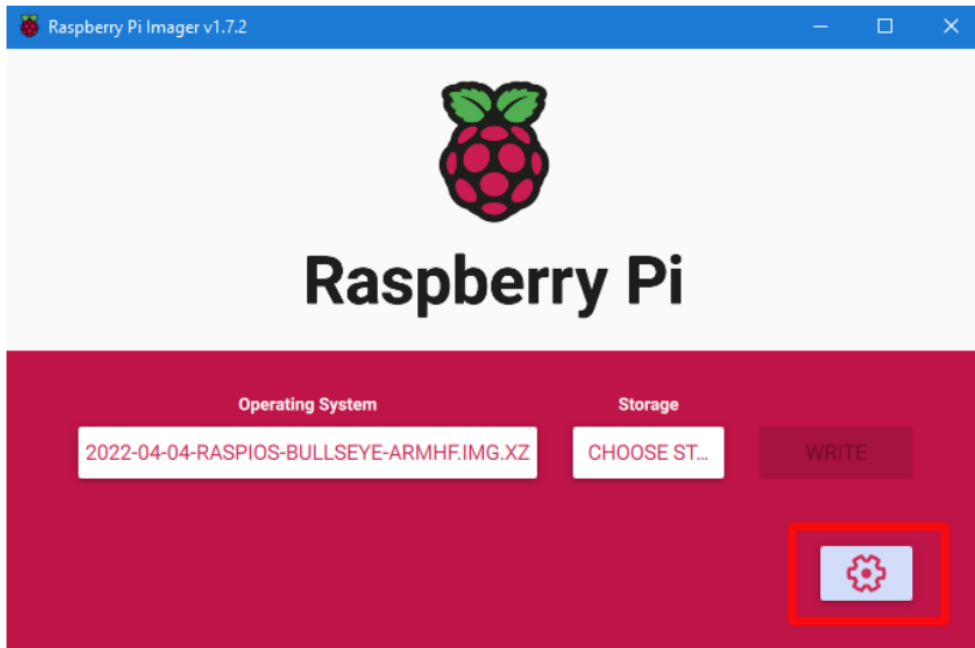 Raspberry Pi Imager v1.7.2
Raspberry Pi
Operating System
Storage
2022-04-04-RASPIOS-BULLSEYE-ARMHF.IMG.XZ
CHOOSE ST...
WRITE